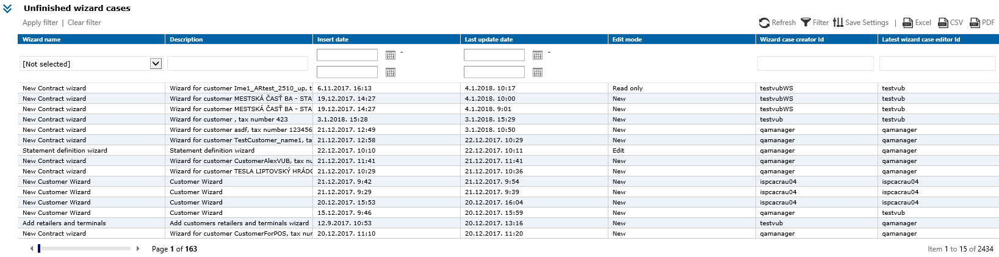 Unfinished wizard cases
Apply filter | Clear filter Refresh Filter Save Settings | Excel CSV PDF
Wizard name Description Insert date Last update date Edit mode Wizard case creator Id Latest wizard case editor Id
[Not selected] - -
New Contract wizard Wizard for customer Ime1_ARtest_2510_up, t 6.11.2017. 16:13 4.1.2018. 10:17 Read only testvubWS testvub
New Contract wizard Wizard for customer MESTSKÁ ČASŤ BA - STA 19.12.2017. 14:27 4.1.2018. 10:00 New testvubWS testvub
New Contract wizard Wizard for customer MESTSKÁ ČASŤ BA - STA 19.12.2017. 14:27 4.1.2018. 9:01 New testvubWS testvub
New Contract wizard Wizard for customer , tax number 423 3.1.2018. 15:28 3.1.2018. 15:29 New testvub testvub
New Contract wizard Wizard for customer asdf, tax number 123456 21.12.2017. 12:49 3.1.2018. 10:50 New qamanager qamanager
New Contract wizard Wizard for customer TestCustomer_name1, ta 21.12.2017. 12:58 22.12.2017. 10:29 New qamanager qamanager
Statement definition wizard Statement definition wizard 22.12.2017. 10:10 22.12.2017. 10:11 Edit qamanager qamanager
New Contract wizard Wizard for customer CustomerAlexVUB, tax nu 21.12.2017. 11:41 21.12.2017. 11:41 New qamanager qamanager
New Contract wizard Wizard for customer TESLA LIPTOVSKÝ HRÁDO 21.12.2017. 10:29 21.12.2017. 10:36 New qamanager qamanager
New Customer Wizard Customer Wizard 21.12.2017. 9:42 21.12.2017. 9:54 New ispcacrau04 ispcacrau04
New Customer Wizard Customer Wizard 21.12.2017. 9:29 21.12.2017. 9:39 New ispcacrau04 ispcacrau04
New Customer Wizard Customer Wizard 20.12.2017. 15:53 20.12.2017. 16:04 New ispcacrau04 ispcacrau04
New Customer Wizard Customer Wizard 15.12.2017. 9:46 20.12.2017. 15:59 New qamanager testvub
Add retailers and terminals Add customers retailers and terminals wizard 12.9.2017. 10:53 20.12.2017. 13:16 New testvub qamanager
New Contract wizard Wizard for customer CustomerForPOS, tax nur 20.12.2017. 11:10 20.12.2017. 11:20 New qamanager qamanager
Page 1 of 163 Item 1 to 15 of 2434